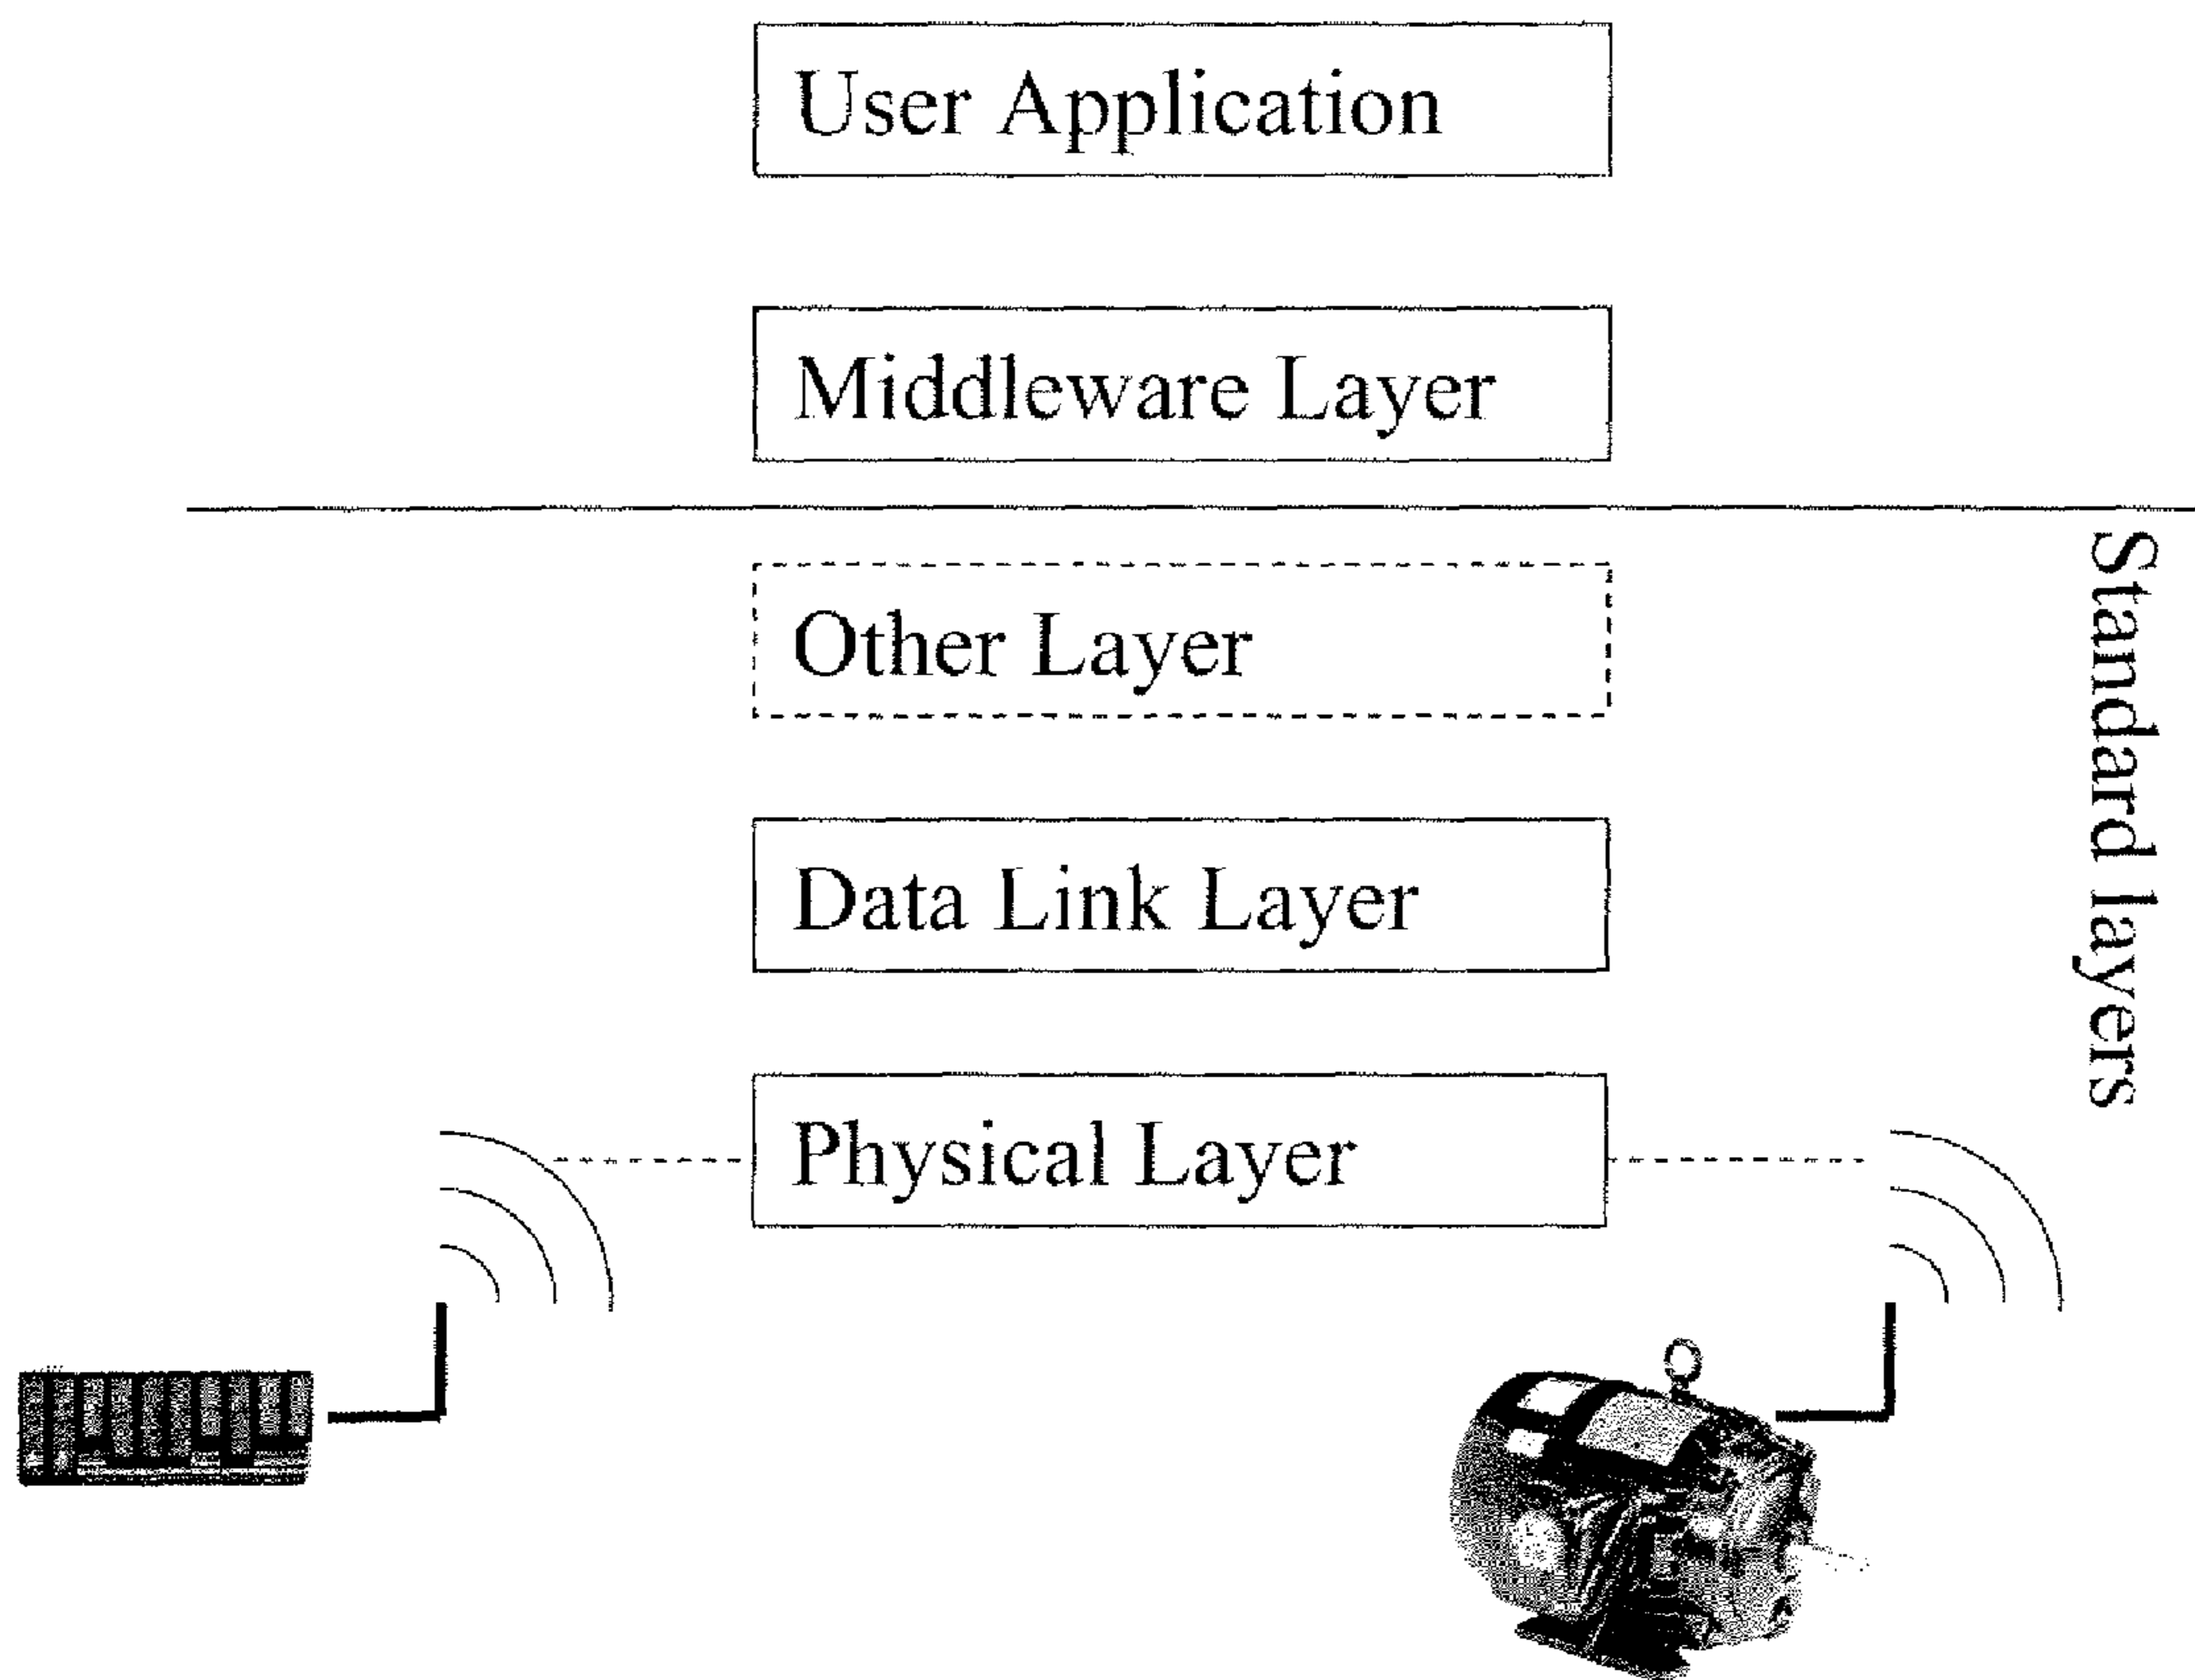 User Application
Middleware Layer
Other Layer
Data Link Layer
Physical Layer
Standard layers